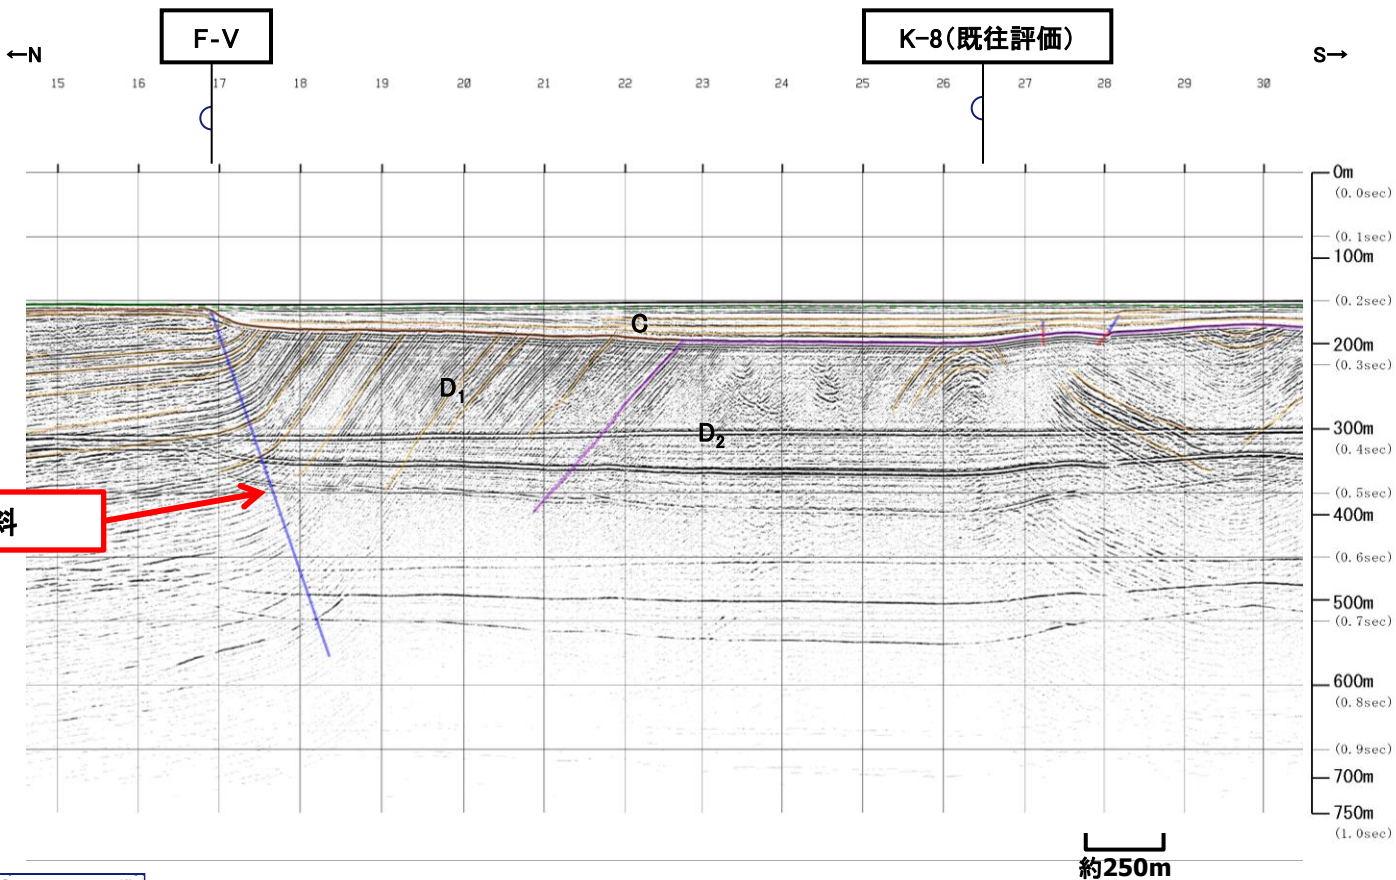 F-V
K-8(既往評価)
←N
S→
15 16 17 18 19 20 21 22 23 24 25 26 27 28 29 30
0m
(0.0sec)
(0.1sec)
100m
(0.2sec)
C
200m
(0.3sec)
D₁
300m
D₂
(0.4sec)
(0.5sec)
料
400m
(0.6sec)
500m
(0.7sec)
600m
(0.8sec)
(0.9sec)
700m
750m
(1.0sec)
約250m